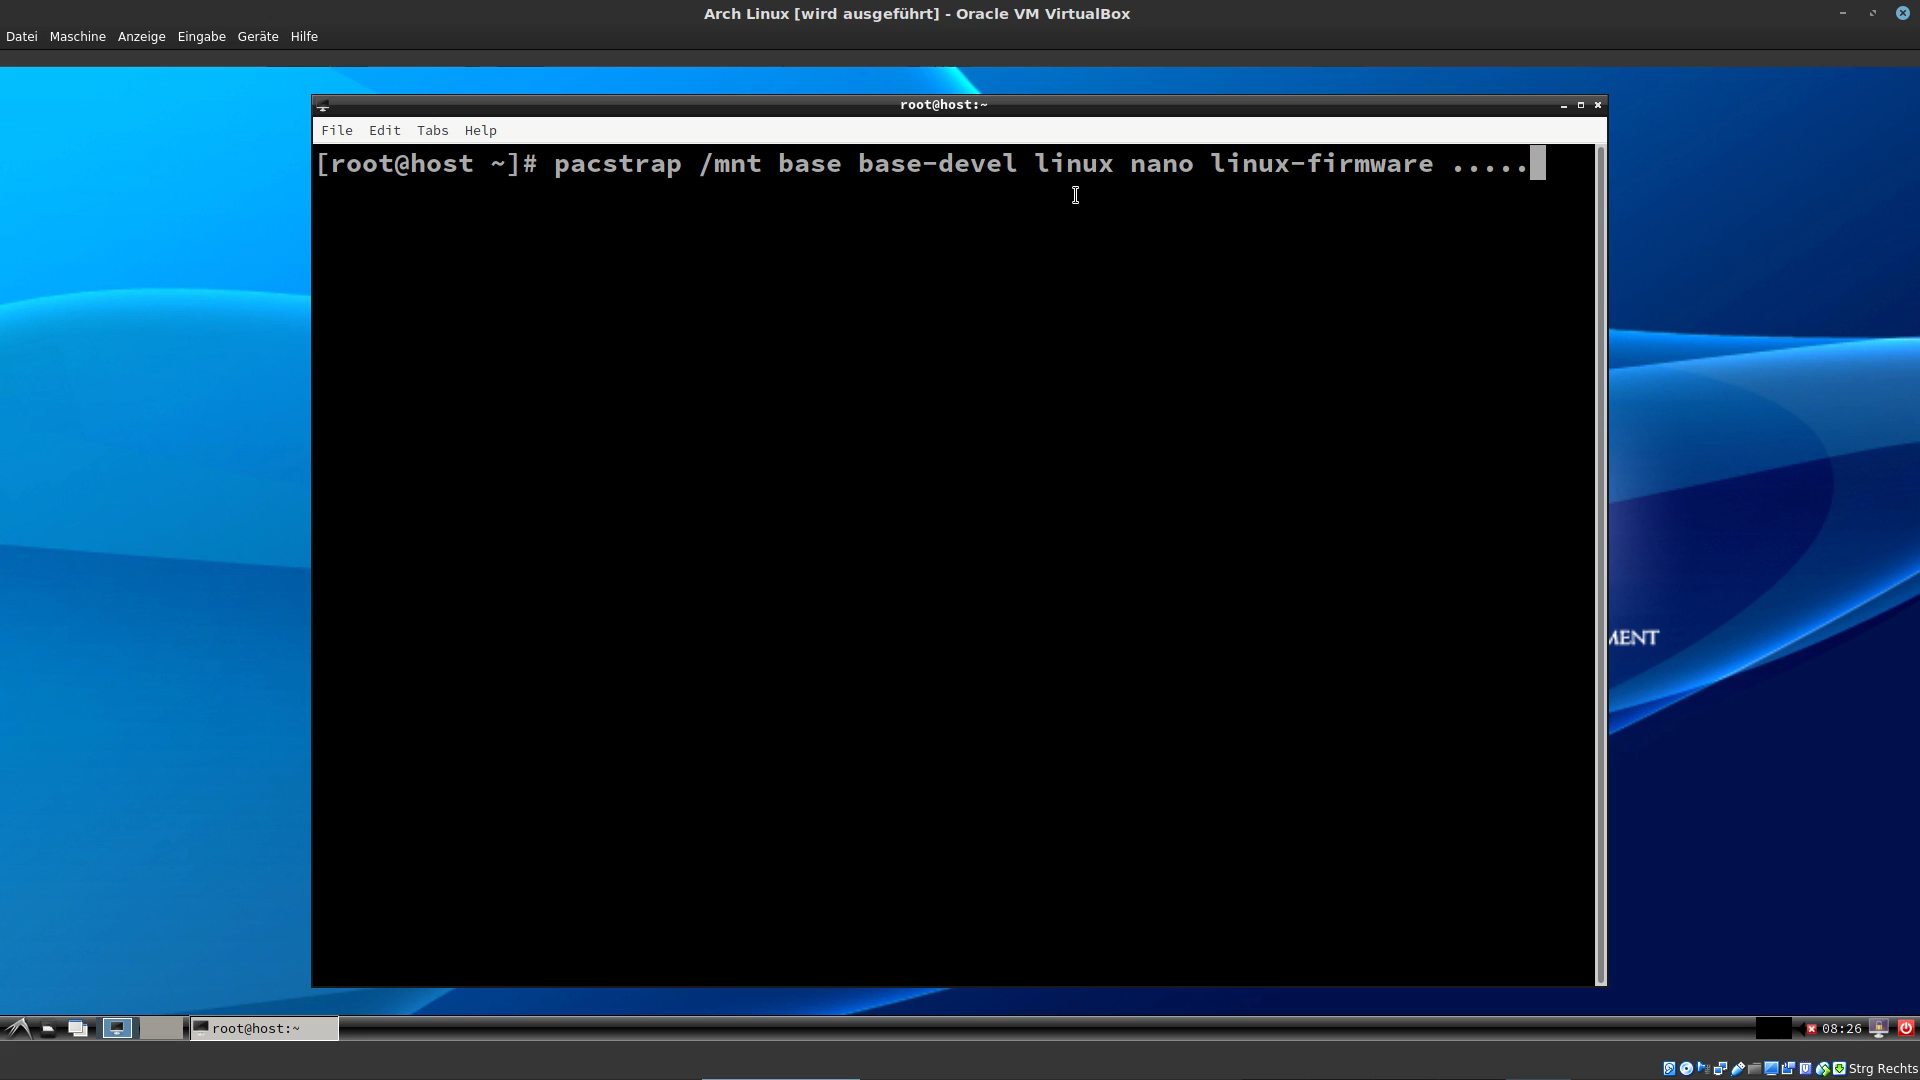 Arch Linux [wird ausgeführt] - Oracle VM VirtualBox
Datei Maschine Anzeige Eingabe Geräte Hilfe
root@host:~
File Edit Tabs Help
[root@host ~]# pacstrap /mnt base base-devel linux nano linux-firmware .....
root@host:~
08:26
Strg Rechts